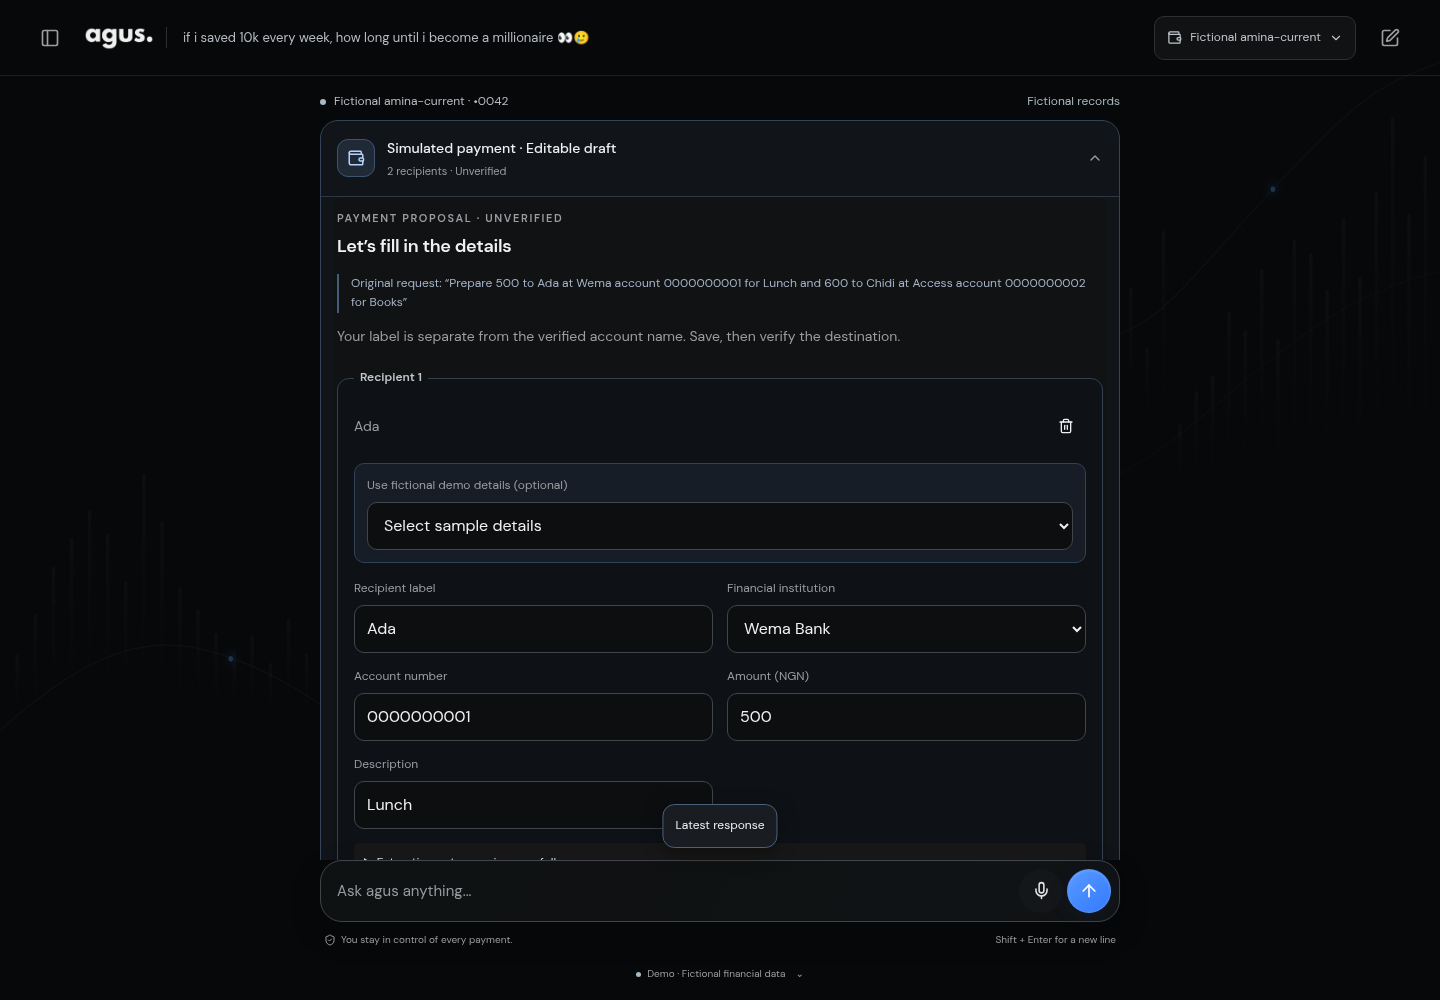 agus.
if i saved 10k every week, how long until i become a millionaire 👀🥲
Fictional amina-current
Fictional amina-current · •0042
Fictional records
Simulated payment · Editable draft
2 recipients · Unverified
PAYMENT PROPOSAL · UNVERIFIED
Let’s fill in the details
Original request: “Prepare 500 to Ada at Wema account 0000000001 for Lunch and 600 to Chidi at Access account 0000000002
for Books”
Your label is separate from the verified account name. Save, then verify the destination.
Recipient 1
Ada
Use fictional demo details (optional)
Select sample details
Recipient label
Financial institution
Ada
Wema Bank
Account number
Amount (NGN)
0000000001
500
Description
Lunch
Latest response
Ask agus anything...
You stay in control of every payment.
Shift + Enter for a new line
Demo · Fictional financial data